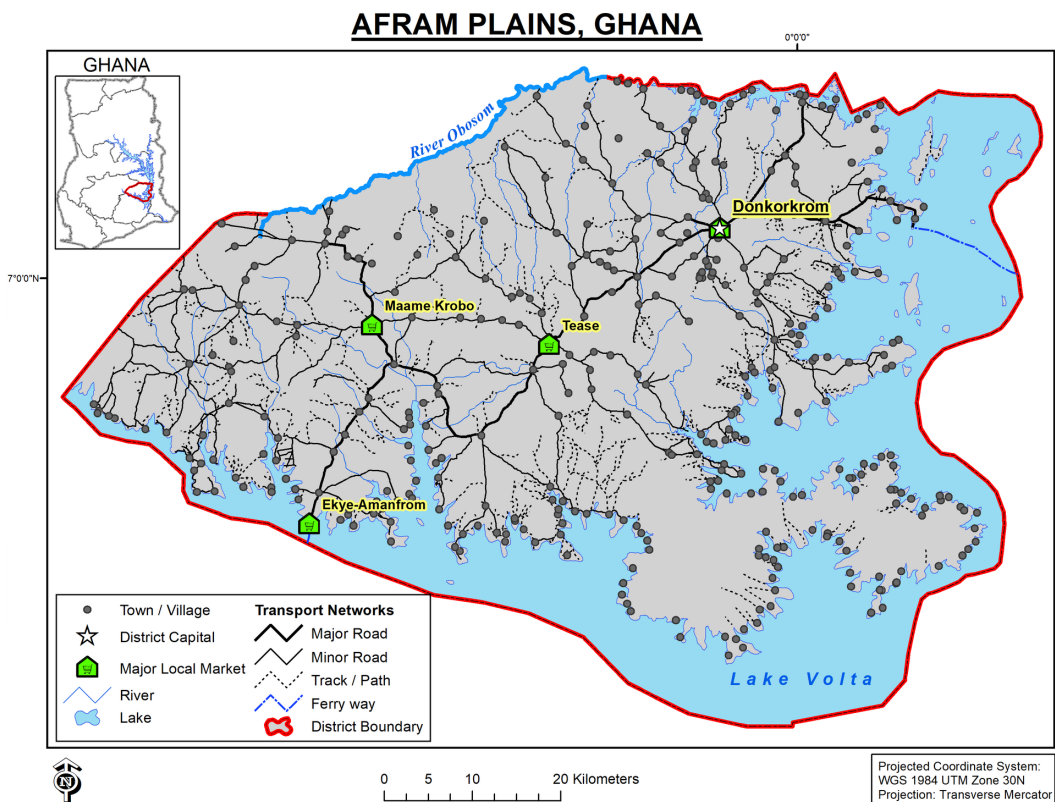 AFRAM PLAINS, GHANA
0°0'0"
GHANA
River Obosom
Donkorkrom
7°0'0"N
Maame Krobo
Tease
Ekye-Amanfrom
Town / Village
District Capital
Major Local Market
River
Lake
Transport Networks
Major Road
Minor Road
Track / Path
Ferry way
District Boundary
Lake Volta
N
0 5 10 20 Kilometers
Projected Coordinate System:
WGS 1984 UTM Zone 30N
Projection: Transverse Mercator